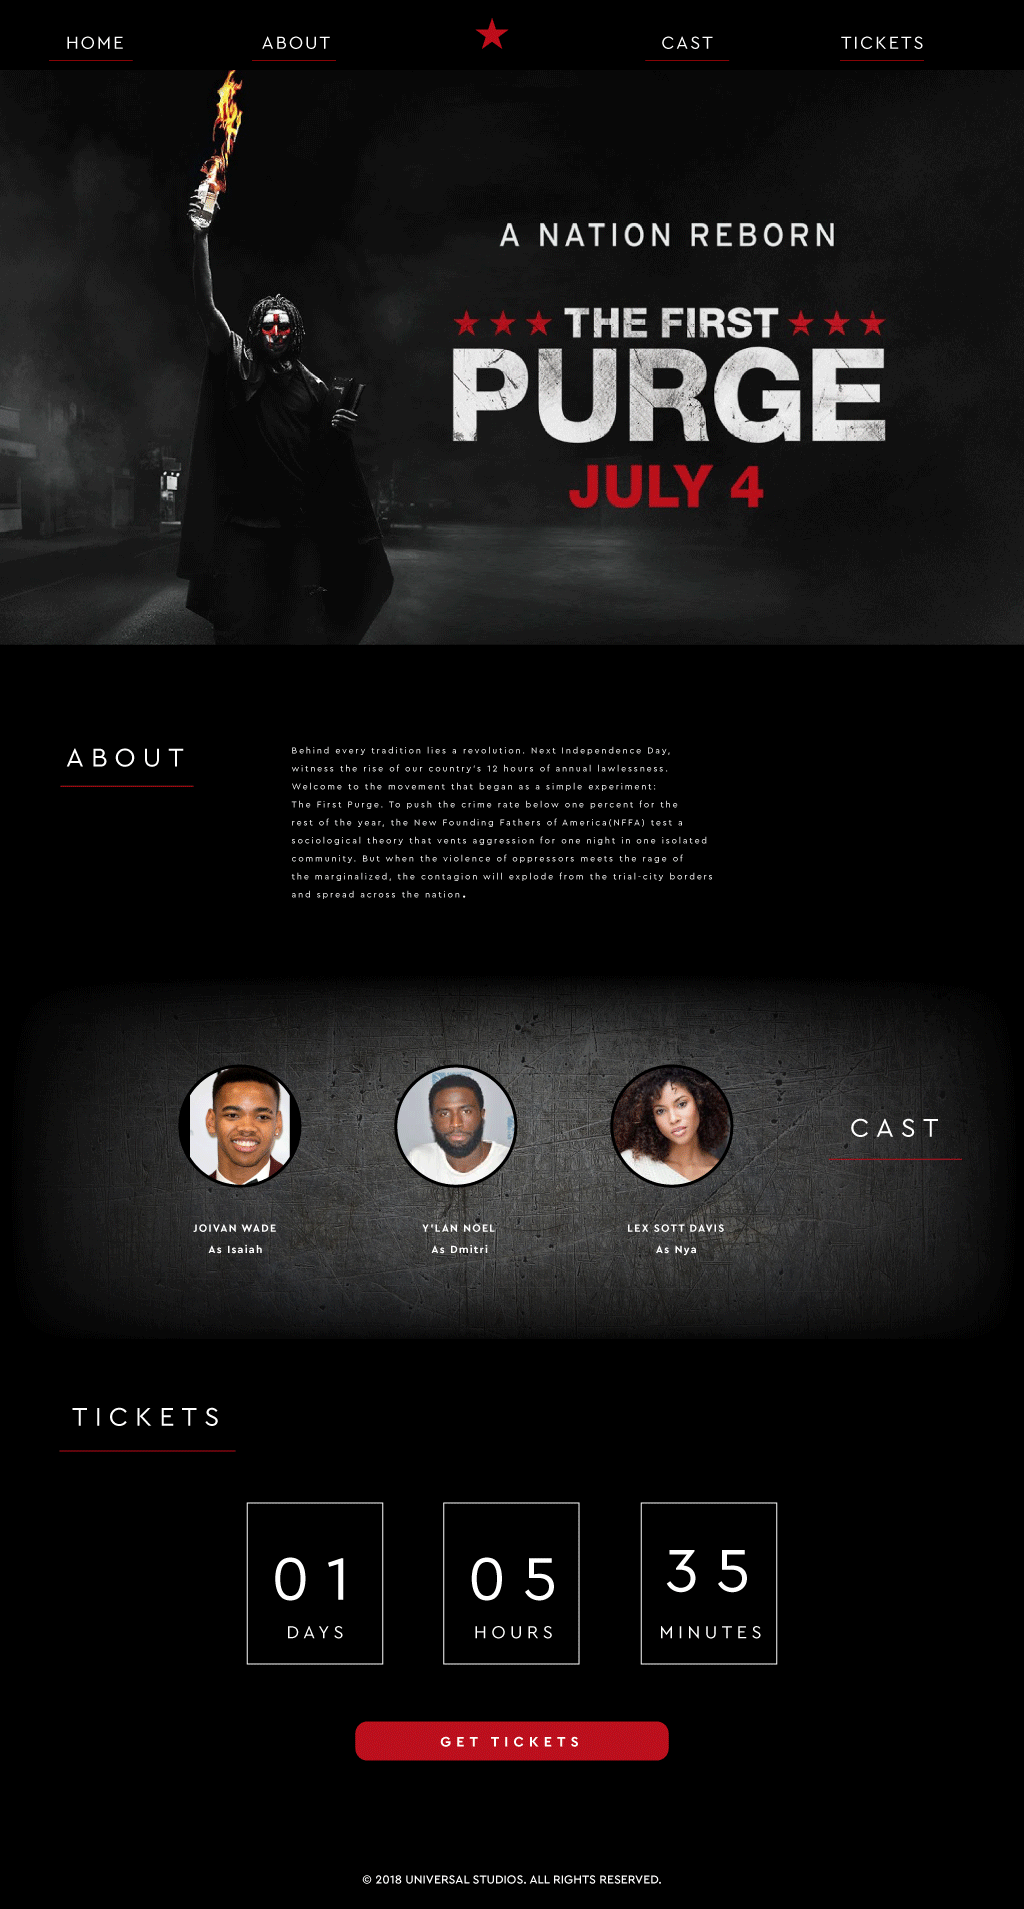 HOME ABOUT CAST TICKETS
A NATION REBORN
THE FIRST
PURGE
JULY 4
ABOUT
Behind every tradition lies a revolution. Next Independence Day,
witness the rise of our country's 12 hours of annual lawlessness.
Welcome to the movement that began as a simple experiment:
The First Purge. To push the crime rate below one percent for the
rest of the year, the New Founding Fathers of America(NFFA) test a
sociological theory that vents aggression for one night in one isolated
community. But when the violence of oppressors meets the rage of
the marginalized, the contagion will explode from the trial-city borders
and spread across the nation.
CAST
JOIVAN WADE
As Isaiah
Y'LAN NOEL
As Dmitri
LEX SOTT DAVIS
As Nya
TICKETS
01
DAYS
05
HOURS
35
MINUTES
GET TICKETS
© 2018 UNIVERSAL STUDIOS. ALL RIGHTS RESERVED.